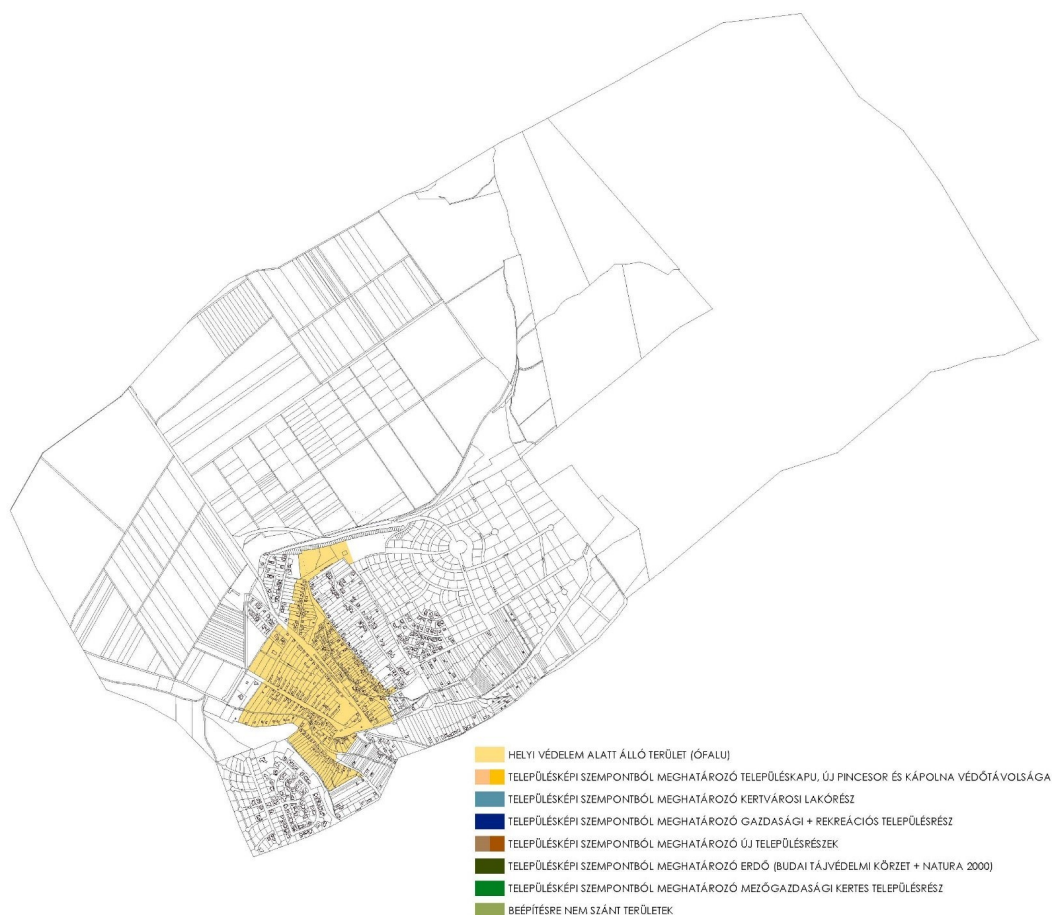 HELYI VÉDELEM ALATT ÁLLÓ TERÜLET (ÓFALU)
TELEPÜLÉSKÉPI SZEMPONTBÓL MEGHATÁROZÓ TELEPÜLÉSKAPU, ÚJ PINCESOR ÉS KÁPOLNA VÉDŐTÁVOLSÁGA
TELEPÜLÉSKÉPI SZEMPONTBÓL MEGHATÁROZÓ KERTVÁROSI LAKÓRÉSZ
TELEPÜLÉSKÉPI SZEMPONTBÓL MEGHATÁROZÓ GAZDASÁGI + REKREÁCIÓS TELEPÜLÉSRÉSZ
TELEPÜLÉSKÉPI SZEMPONTBÓL MEGHATÁROZÓ ÚJ TELEPÜLÉSRÉSZEK
TELEPÜLÉSKÉPI SZEMPONTBÓL MEGHATÁROZÓ ERDŐ (BUDAI TÁJVÉDELMI KÖRZET + NATURA 2000)
TELEPÜLÉSKÉPI SZEMPONTBÓL MEGHATÁROZÓ MEZŐGAZDASÁGI KERTES TELEPÜLÉSRÉSZ
BEÉPÍTÉSRE NEM SZÁNT TERÜLETEK